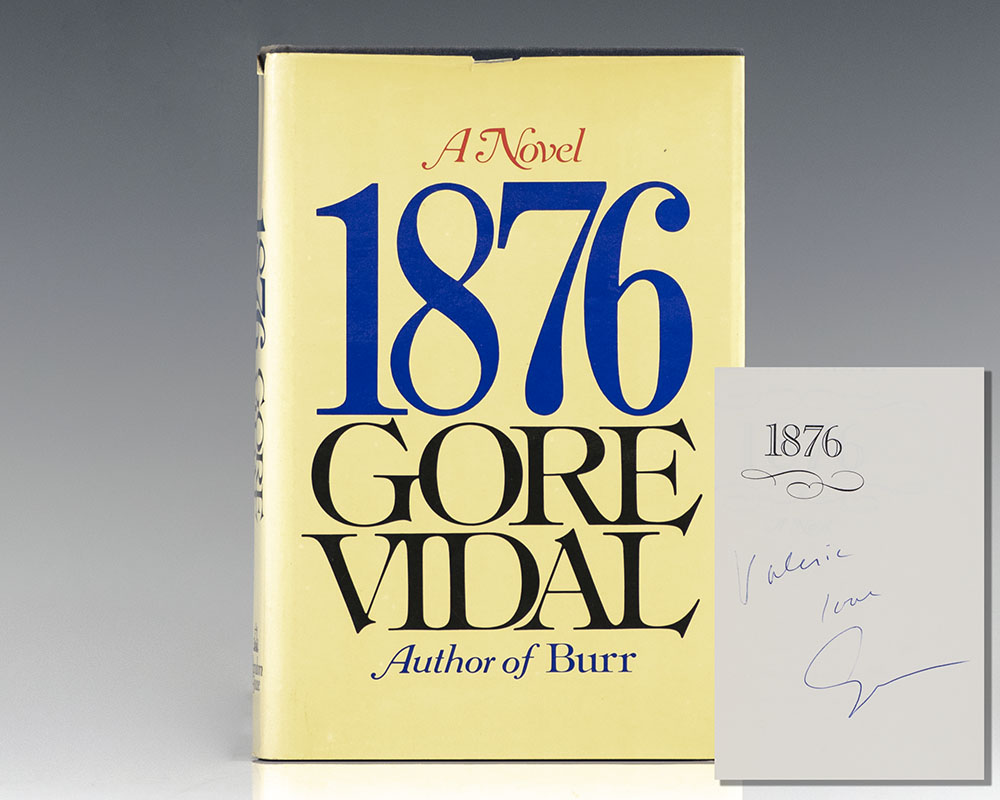 A Novel
1876
GORE
VIDAL
Author of Burr
1876 GORE
1876
Valerie
love